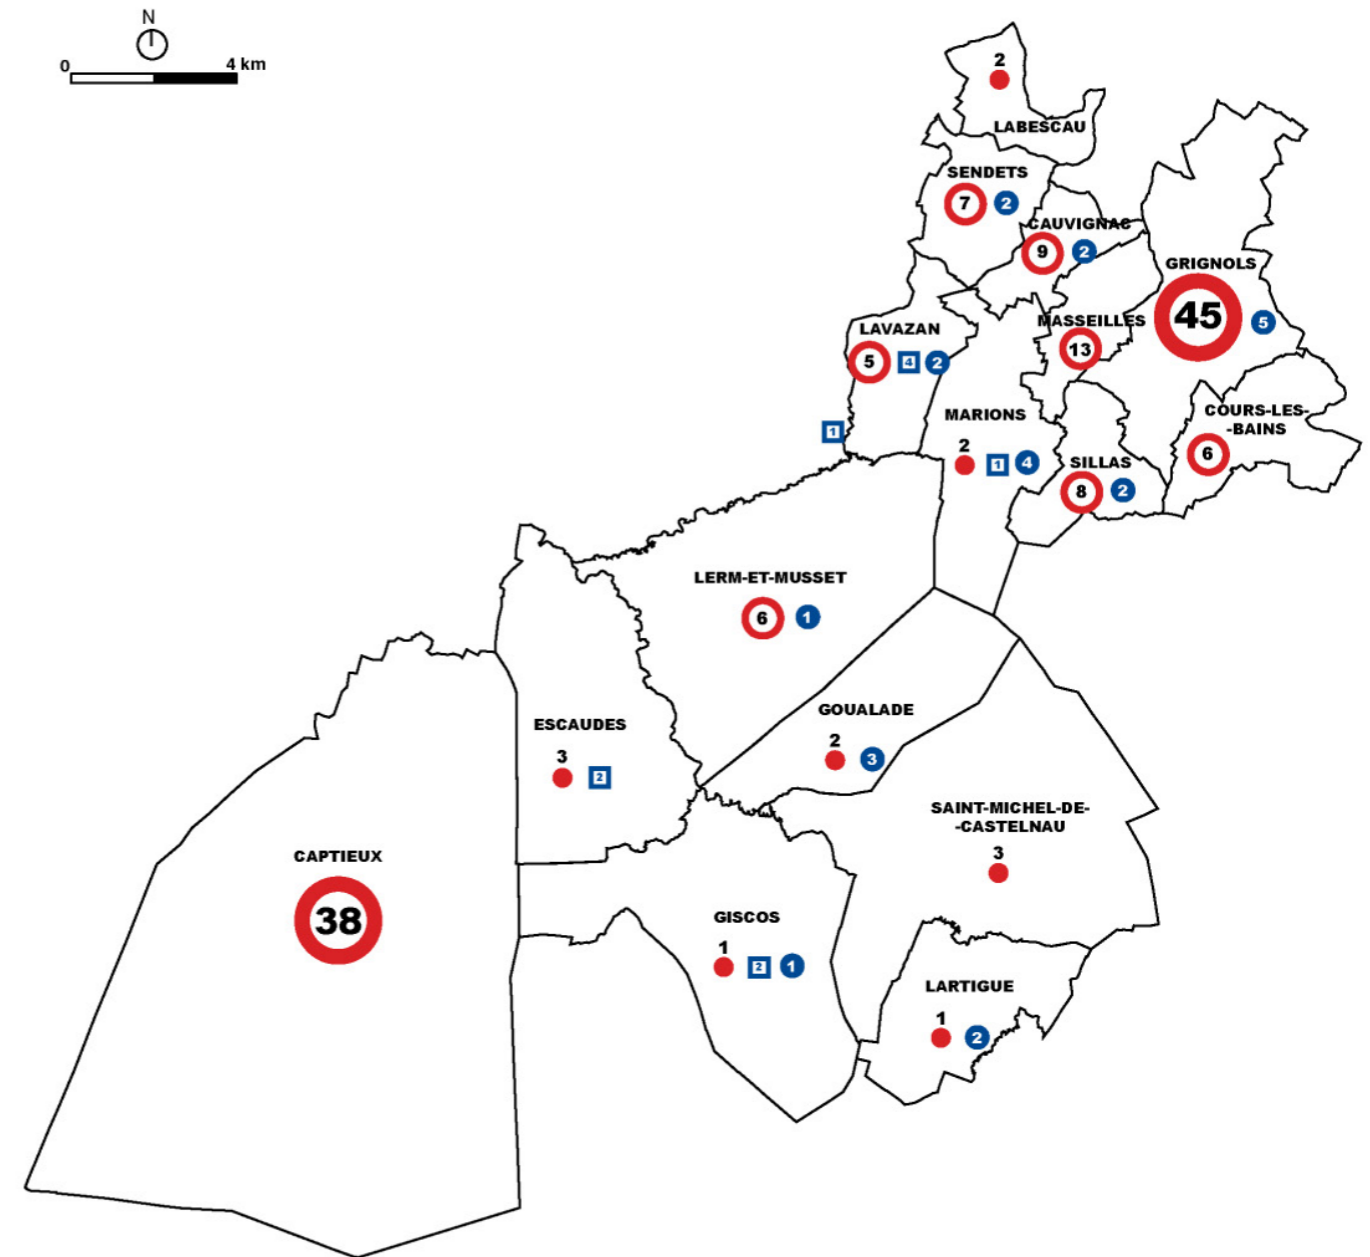 N
0 4 km
2
LABESCAU
SENDETS
7 2
CAUVIGNAC
9 2
GRIGNOLS
45 5
MASSEILLES
13
LAVAZAN
5 4 2
1
MARIONS
2
1 4
COURS-LES-
-BAINS
6
SILLAS
8 2
LERM-ET-MUSSET
6 1
ESCAUDES
3
2
GOUALADE
2
3
SAINT-MICHEL-DE-
-CASTELNAU
3
CAPTIEUX
38
GISCOS
1
2 1
LARTIGUE
1
2